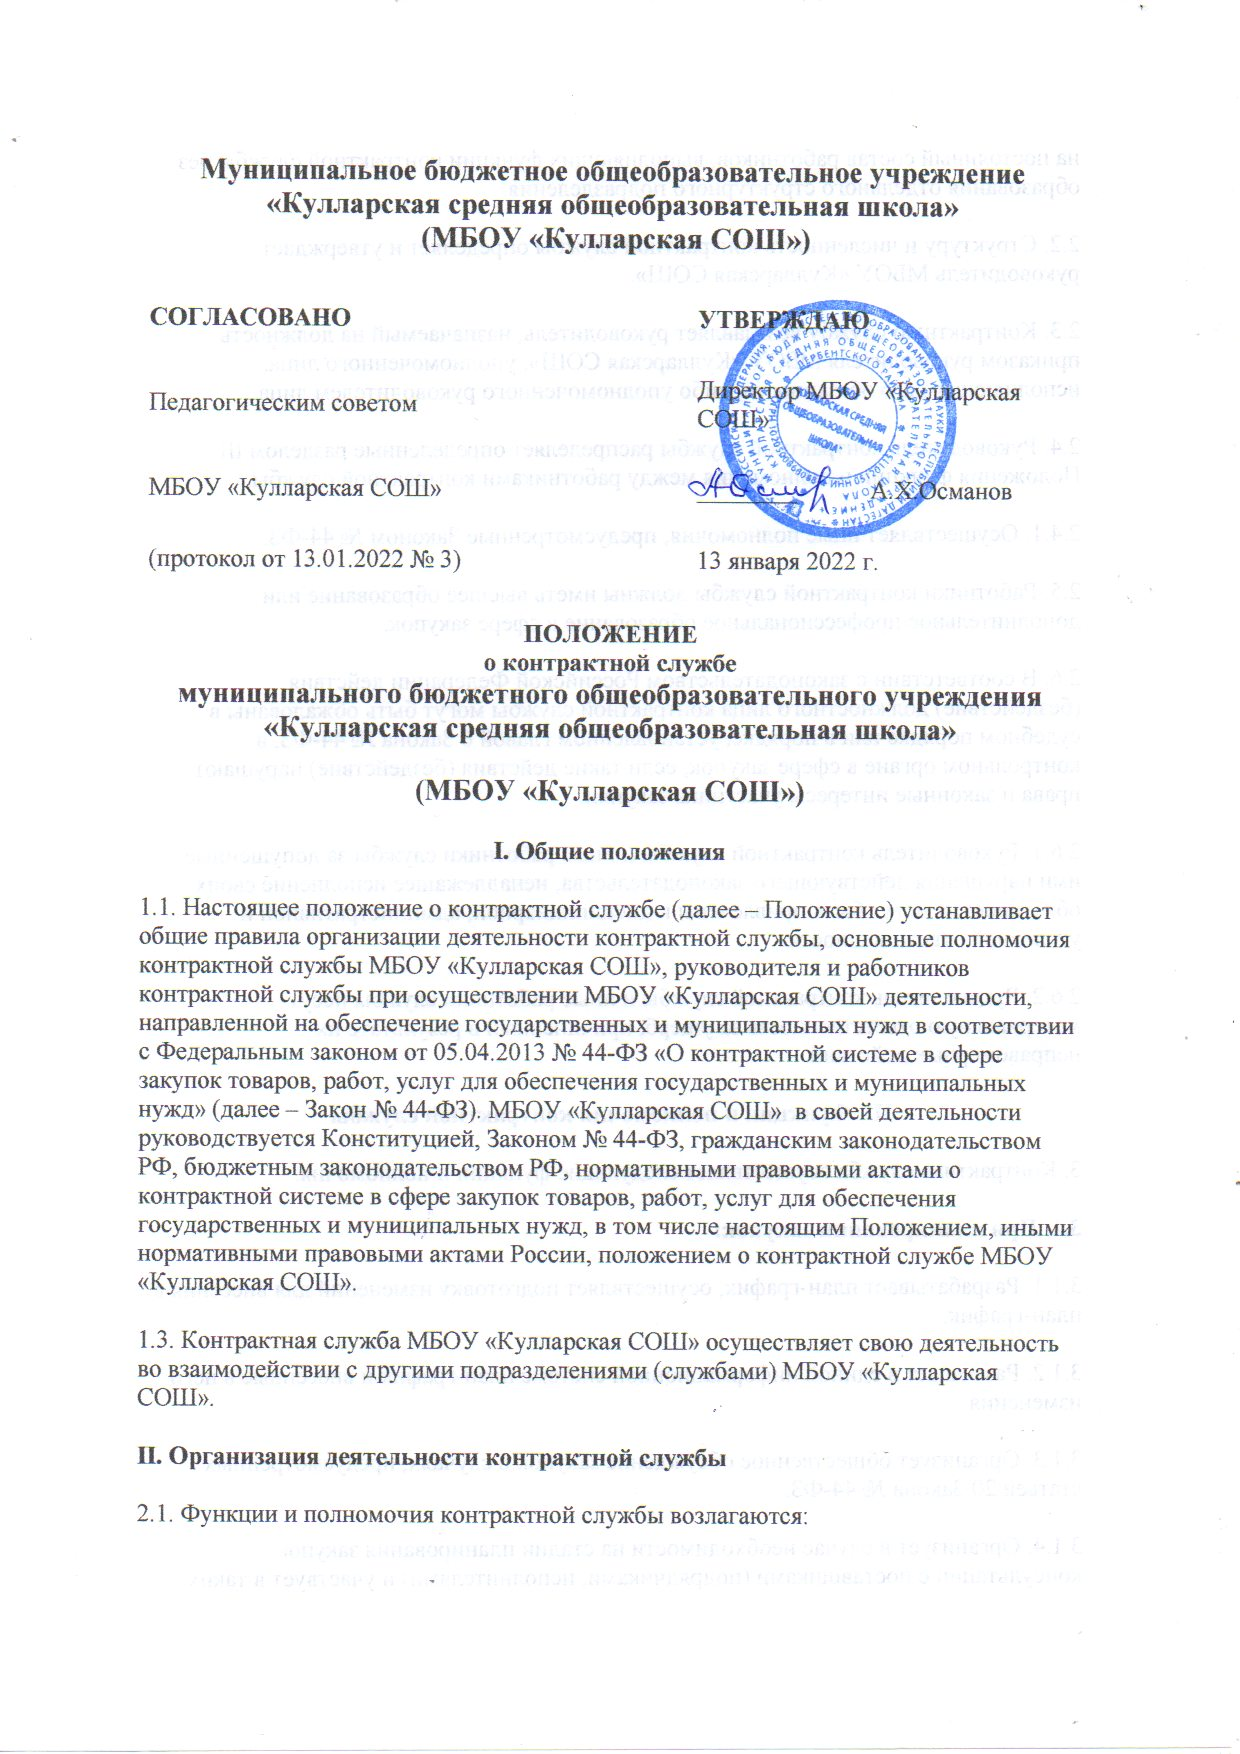 Муниципальное бюджетное общеобразовательное учреждение
«Кулларская средняя общеобразовательная школа»
(МБОУ «Кулларская СОШ»)
СОГЛАСОВАНО
Педагогическим советом
МБОУ «Кулларская СОШ»
(протокол от 13.01.2022 № 3)
УТВЕРЖДАЮ
Директор МБОУ «Кулларская
СОШ»
А.Х.Османов
13 января 2022 г.
ПОЛОЖЕНИЕ
о контрактной службе
муниципального бюджетного общеобразовательного учреждения
«Кулларская средняя общеобразовательная школа»
(МБОУ «Кулларская СОШ»)
I. Общие положения
1.1. Настоящее положение о контрактной службе (далее – Положение) устанавливает
общие правила организации деятельности контрактной службы, основные полномочия
контрактной службы МБОУ «Кулларская СОШ», руководителя и работников
контрактной службы при осуществлении МБОУ «Кулларская СОШ» деятельности,
направленной на обеспечение государственных и муниципальных нужд в соответствии
с Федеральным законом от 05.04.2013 № 44-ФЗ «О контрактной системе в сфере
закупок товаров, работ, услуг для обеспечения государственных и муниципальных
нужд» (далее – Закон № 44-ФЗ). МБОУ «Кулларская СОШ» в своей деятельности
руководствуется Конституцией, Законом № 44-ФЗ, гражданским законодательством
РФ, бюджетным законодательством РФ, нормативными правовыми актами о
контрактной системе в сфере закупок товаров, работ, услуг для обеспечения
государственных и муниципальных нужд, в том числе настоящим Положением, иными
нормативными правовыми актами России, положением о контрактной службе МБОУ
«Кулларская СОШ».
1.3. Контрактная служба МБОУ «Кулларская СОШ» осуществляет свою деятельность
во взаимодействии с другими подразделениями (службами) МБОУ «Кулларская
СОШ».
II. Организация деятельности контрактной службы
2.1. Функции и полномочия контрактной службы возлагаются: